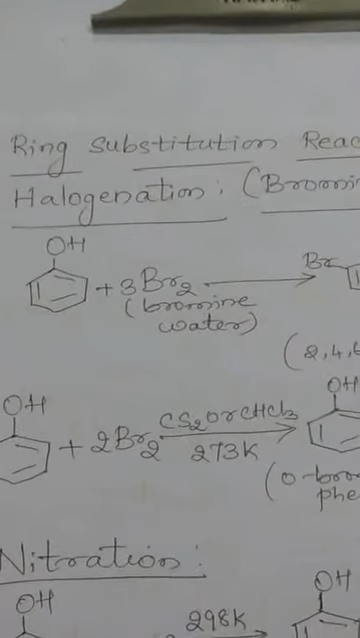 Ring Substitution Reac
Halogenation: (Bromin
OH
+ 3Br2
Br
(bromine
water)
(2,4,6
OH
OH
+ 2Br2
CS2 or CHCl3
273K
(o-bro
phe
Nitration:
OH
OH
298K